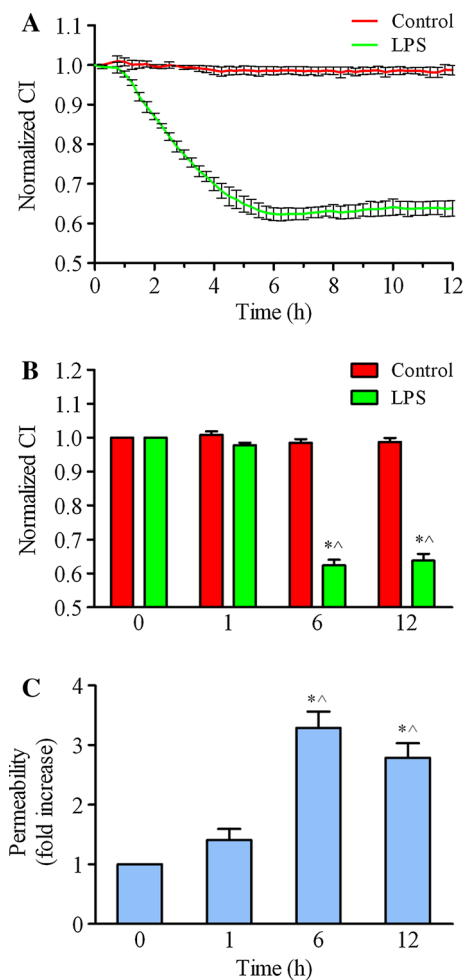 A
Control
LPS
Normalized CI
1.1
1.0
0.9
0.8
0.7
0.6
0.5
0 2 4 6 8 10 12
Time (h)
B
Control
LPS
Normalized CI
1.2
1.1
1.0
0.9
0.8
0.7
0.6
0.5
*^ *^
0 1 6 12
C
Permeability
(fold increase)
4
3
2
1
0
*^ *^
0 1 6 12
Time (h)